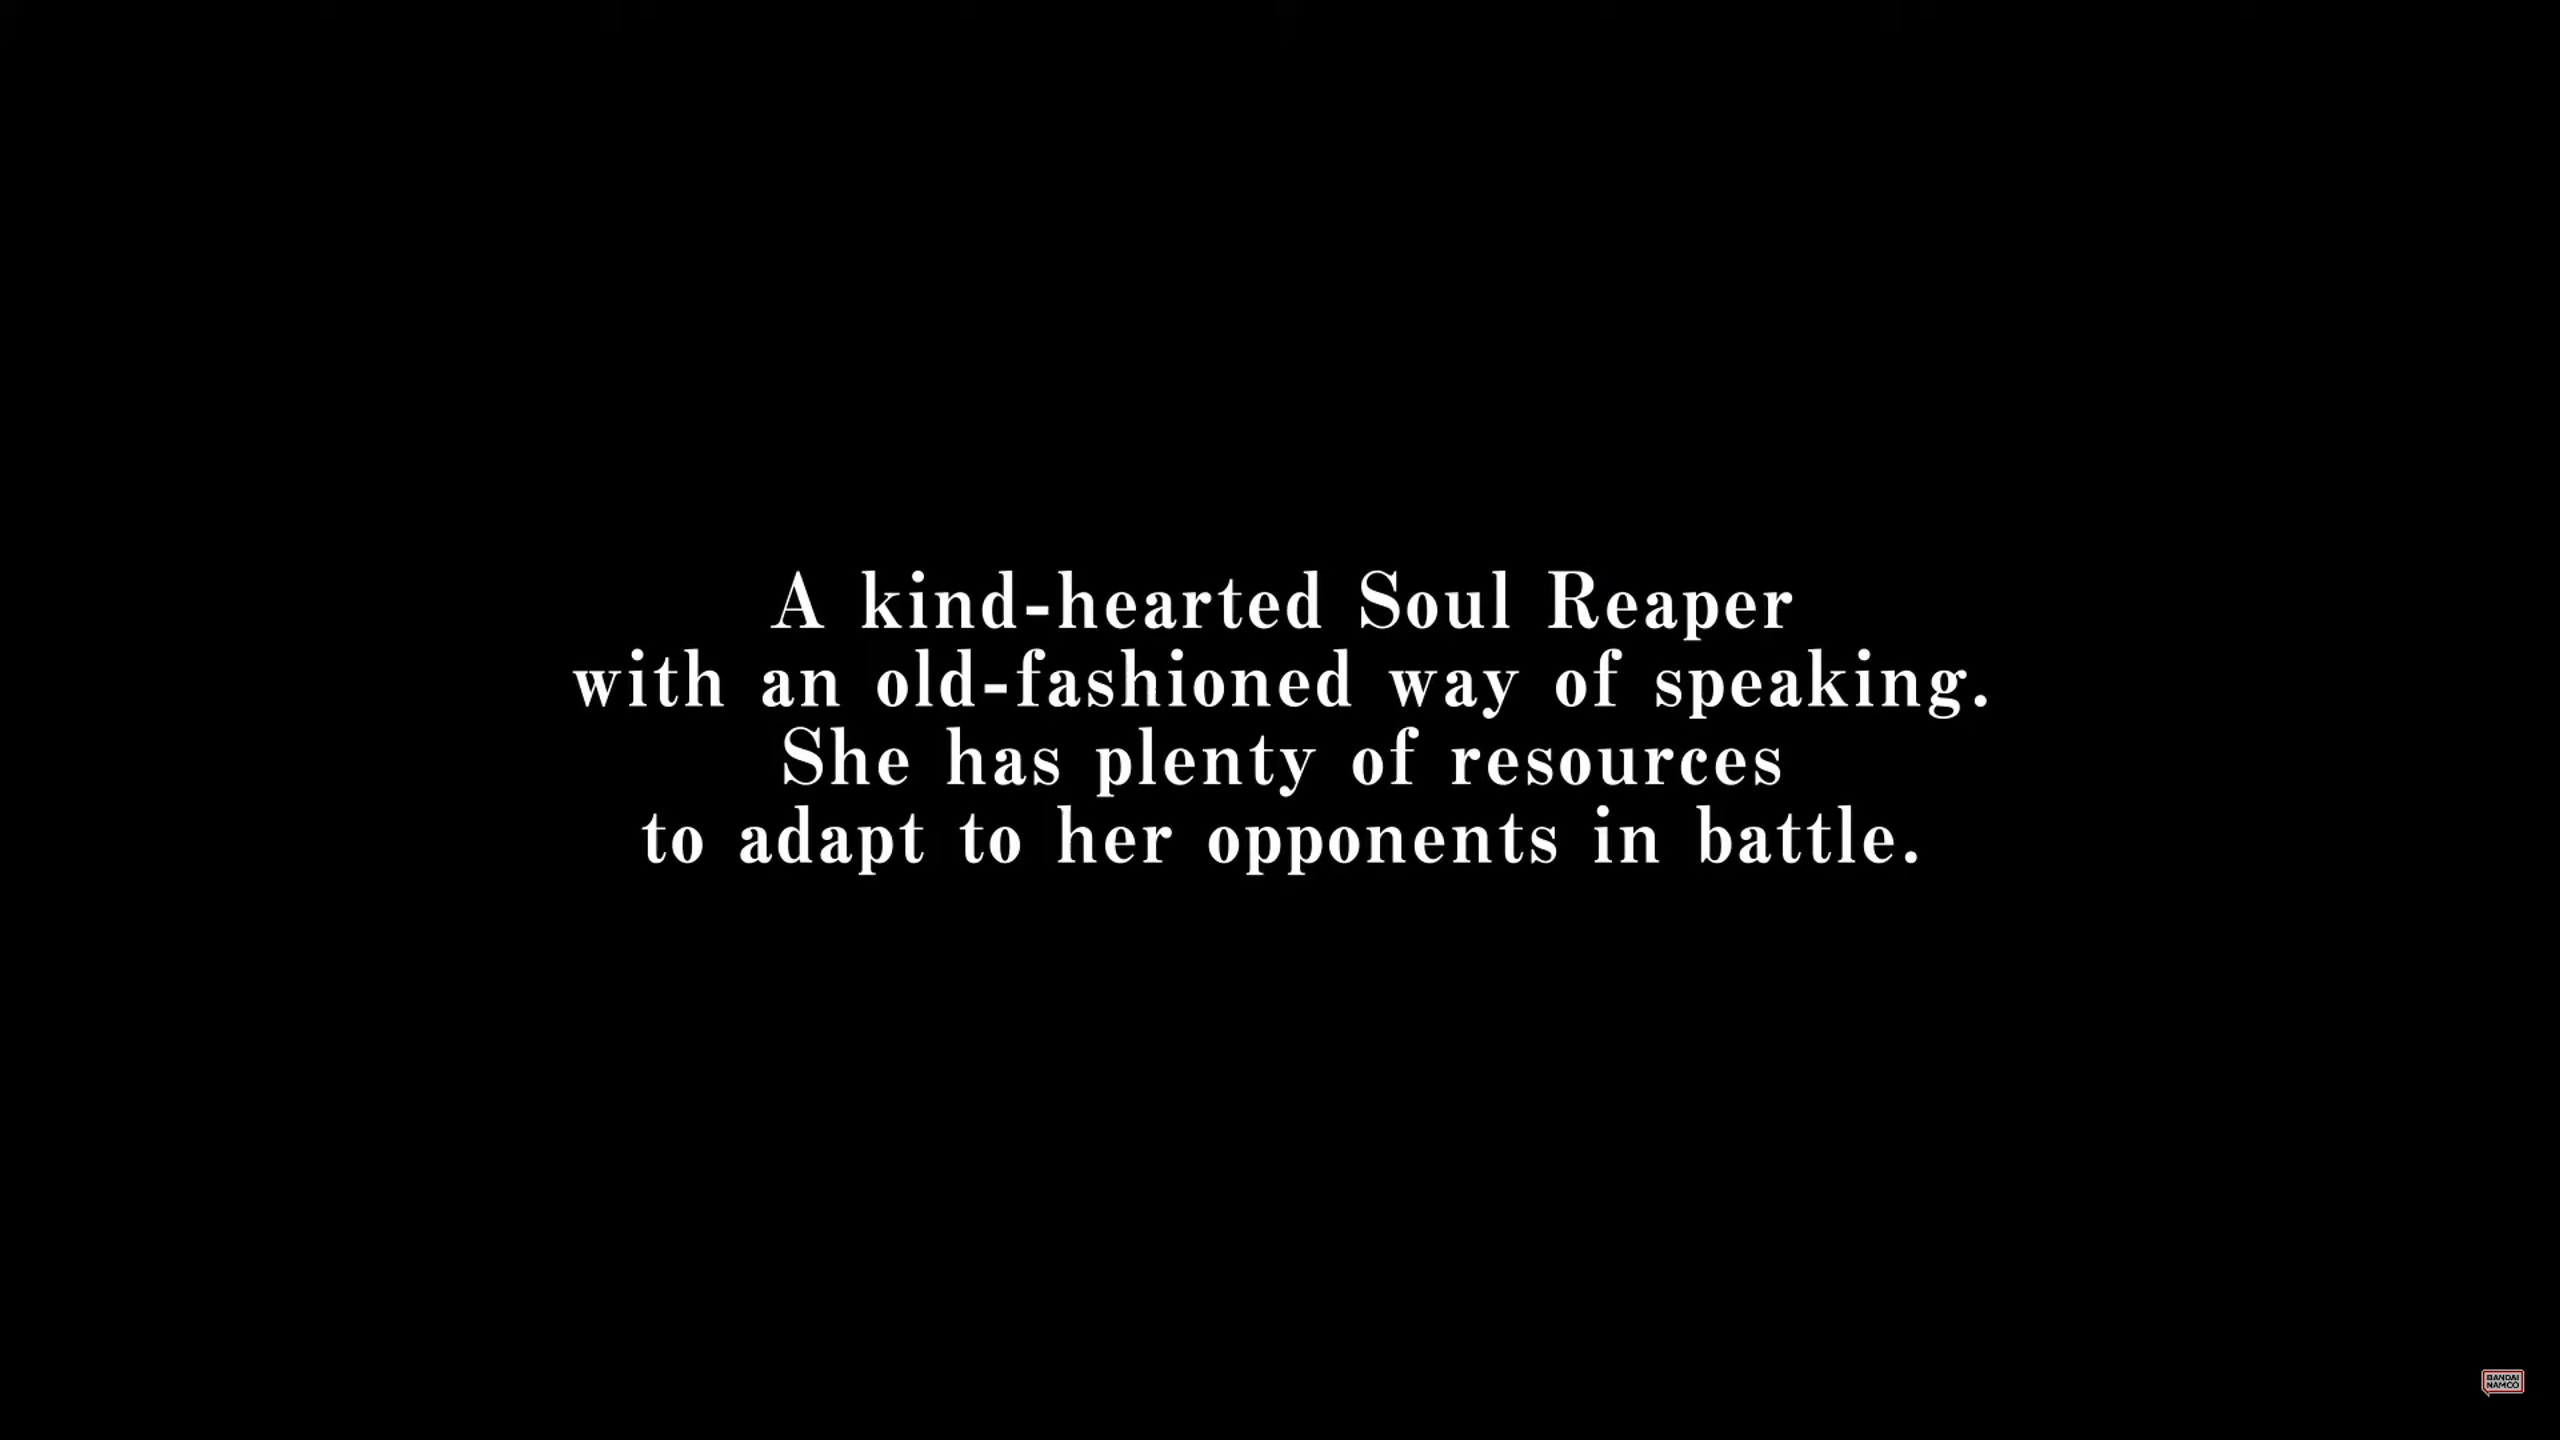 A kind-hearted Soul Reaper
with an old-fashioned way of speaking.
She has plenty of resources
to adapt to her opponents in battle.
BANDAI
NAMCO